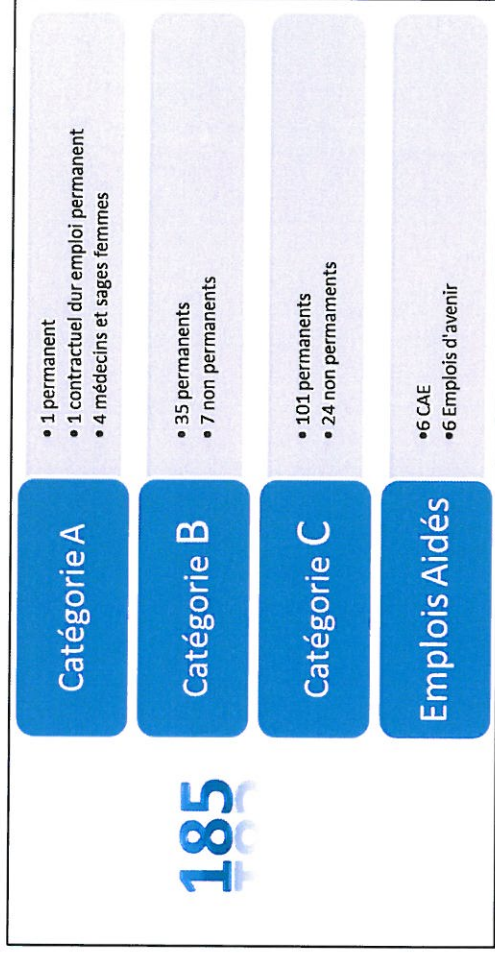 185
Catégorie A
• 1 permanent
• 1 contractuel dur emploi permanent
• 4 médecins et sages femmes
Catégorie B
• 35 permanents
• 7 non permanents
Catégorie C
• 101 permanents
• 24 non permaments
Emplois Aidés
•6 CAE
•6 Emplois d'avenir